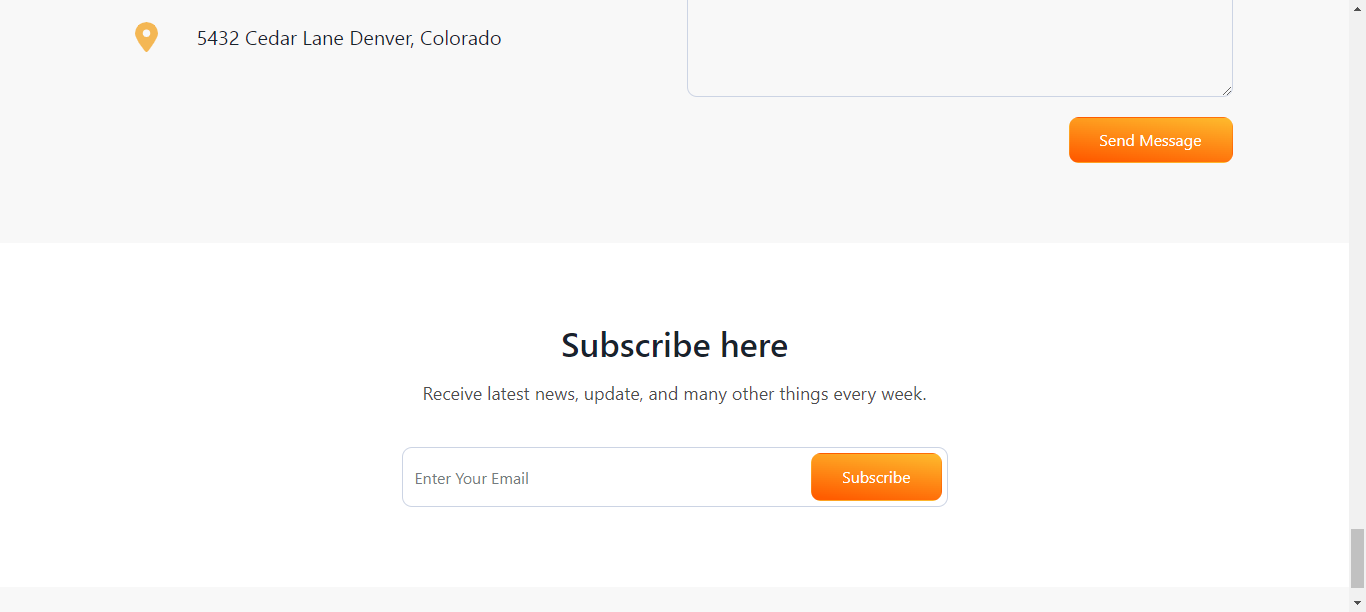 5432 Cedar Lane Denver, Colorado
Send Message
Subscribe here
Receive latest news, update, and many other things every week.
Enter Your Email
Subscribe